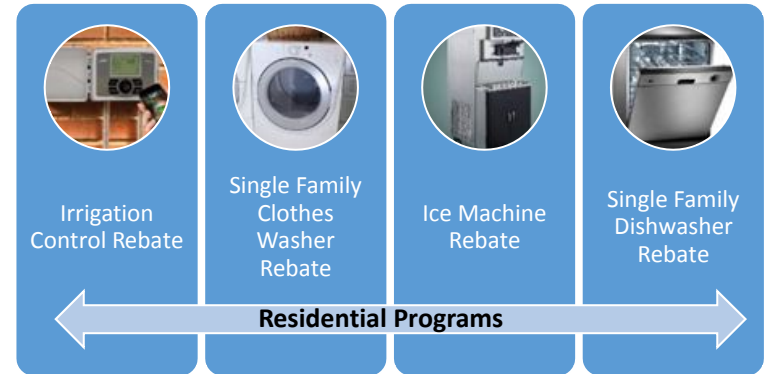 Irrigation
Control Rebate
Single Family
Clothes
Washer
Rebate
Ice Machine
Rebate
Single Family
Dishwasher
Rebate
Residential Programs